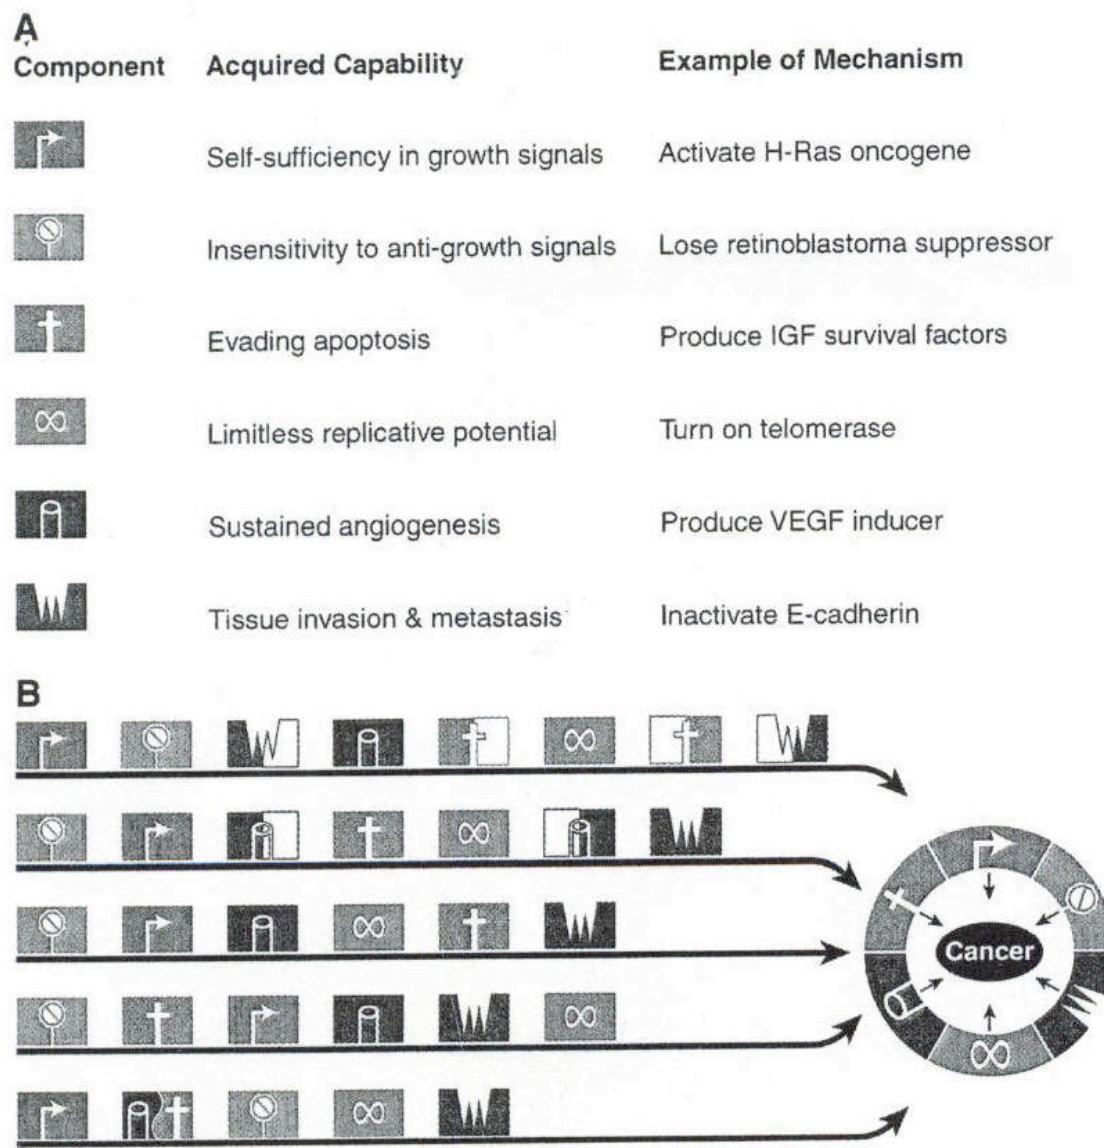 A
Component Acquired Capability Example of Mechanism
Self-sufficiency in growth signals Activate H-Ras oncogene
Insensitivity to anti-growth signals Lose retinoblastoma suppressor
Evading apoptosis Produce IGF survival factors
Limitless replicative potential Turn on telomerase
Sustained angiogenesis Produce VEGF inducer
Tissue invasion & metastasis Inactivate E-cadherin
B
Cancer